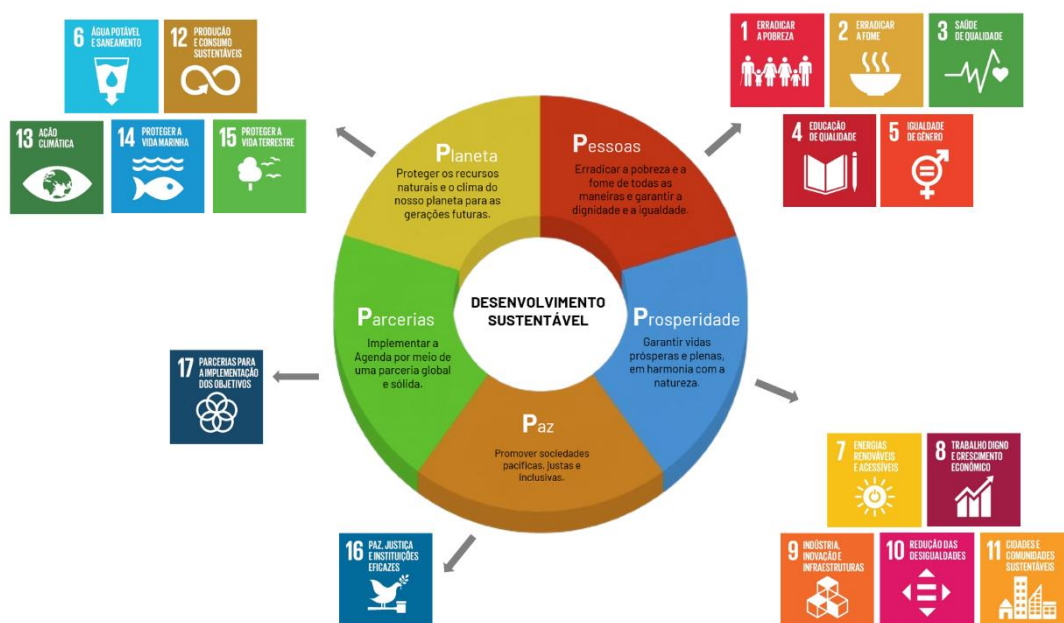 6 ÁGUA POTÁVEL
E SANEAMENTO
12 PRODUÇÃO
E CONSUMO
SUSTENTÁVEIS
13 AÇÃO
CLIMÁTICA
14 PROTEGER A
VIDA MARINHA
15 PROTEGER A
VIDA TERRESTRE
1 ERRADICAR
A POBREZA
2 ERRADICAR
A FOME
3 SAÚDE
DE QUALIDADE
4 EDUCAÇÃO
DE QUALIDADE
5 IGUALDADE
DE GÉNERO
Planeta
Proteger os recursos
naturais e o clima do
nosso planeta para as
gerações futuras.
Pessoas
Erradicar a pobreza e a
fome de todas as
maneiras e garantir a
dignidade e a igualdade.
DESENVOLVIMENTO
SUSTENTÁVEL
Parcerias
Implementar a
Agenda por meio de
uma parceria global
e sólida.
Prosperidade
Garantir vidas
prósperas e plenas,
em harmonia com a
natureza.
Paz
Promover sociedades
pacíficas, justas e
inclusivas.
17 PARCERIAS PARA
A IMPLEMENTAÇÃO
DOS OBJETIVOS
16 PAZ, JUSTIÇA
E INSTITUIÇÕES
EFICAZES
7 ENERGIAS
RENOVÁVEIS
E ACESSÍVEIS
8 TRABALHO DIGNO
E CRESCIMENTO
ECONÓMICO
9 INDÚSTRIA,
INOVAÇÃO E
INFRAESTRUTURAS
10 REDUÇÃO DAS
DESIGUALDADES
11 CIDADES E
COMUNIDADES
SUSTENTÁVEIS